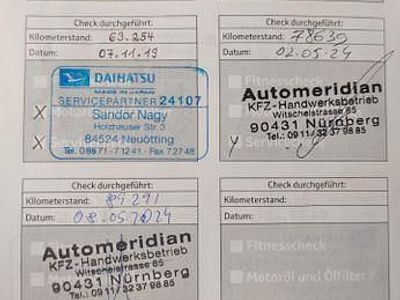 Check durchgeführt:
Kilometerstand: 63.254
Datum: 07.11.19
DAIHATSU
MADE IN JAPAN
SERVICEPARTNER 24107
Sandor Nagy
Holzhauser Str. 3
84524 Neuötting
Tel. 08671-71241 - Fax 72748
Check durchgeführt:
Kilometerstand: 78639
Datum: 02.05.24
Fitnesscheck
Automeridian
KFZ-Handwerksbetrieb
Witschelstrasse 85
90431 Nürnberg
Tel.: 0911/32 37 98 85
Check durchgeführt:
Kilometerstand: 84291
Datum: 08.05.2024
Automeridian
KFZ-Handwerksbetrieb
Witschelstrasse 85
90431 Nürnberg
Tel.: 0911/32 37 98 85
Check durchgeführt:
Kilometerstand:
Datum:
Fitnesscheck
Motoröl und Ölfilter